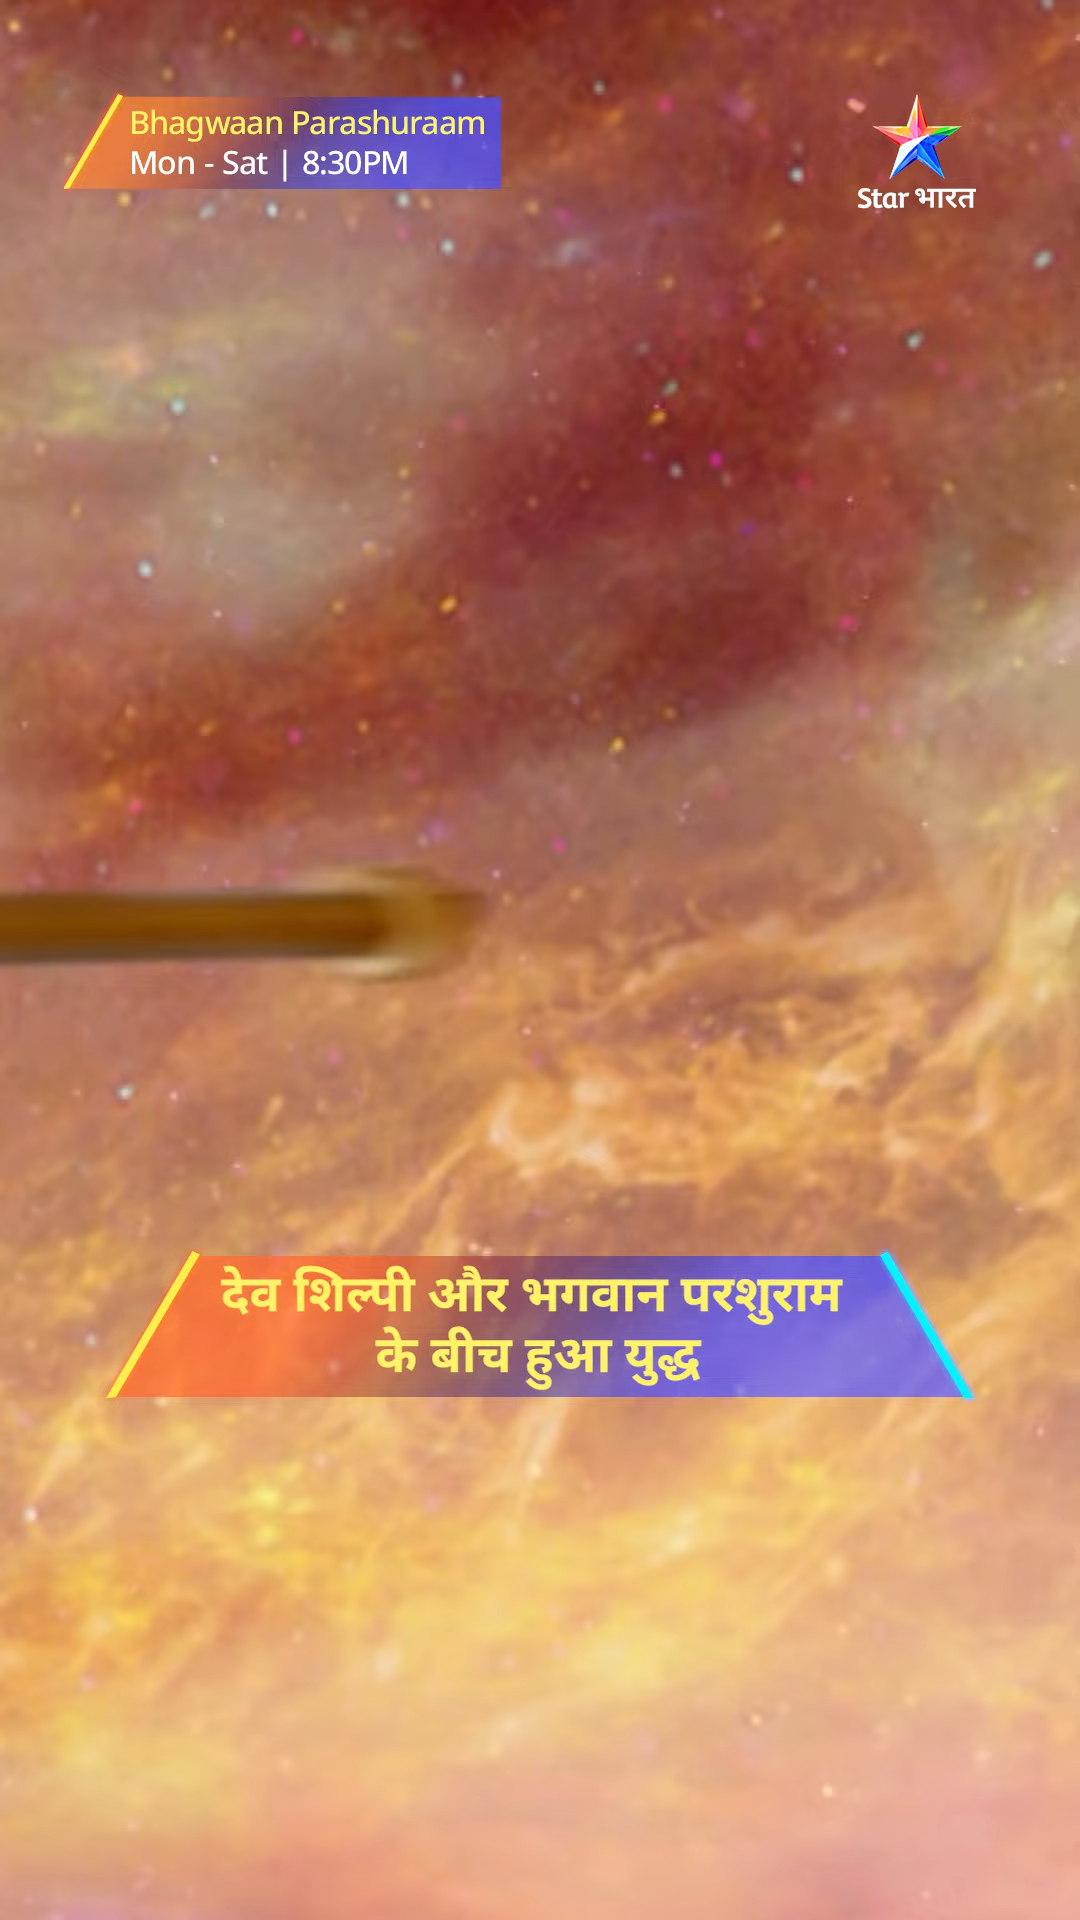 Bhagwaan Parashuraam
Mon - Sat | 8:30PM
Star भारत
देव शिल्पी और भगवान परशुराम
के बीच हुआ युद्ध